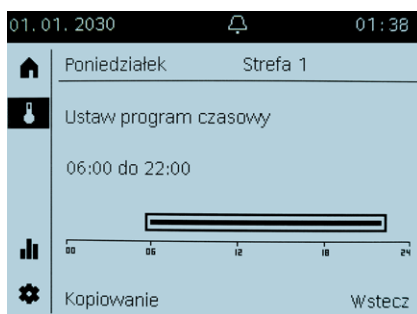 01. 01. 2030 01:38
Poniedziałek Strefa 1
Ustaw program czasowy
06:00 do 22:00
00 06 12 18 24
Kopiowanie Wstecz